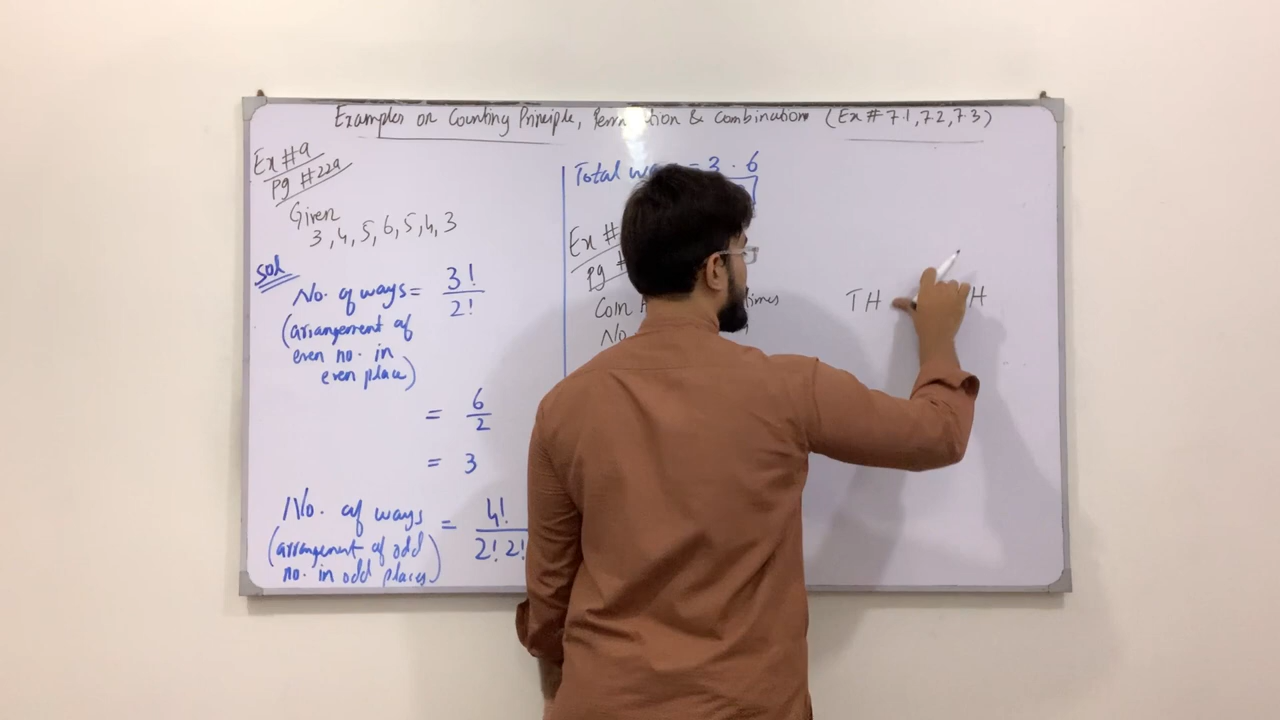 Examples on Counting Principle, & Combination (Ex # 7.1, 7.2, 7.3)
Ex #9
Pg #229
Given
3, 4, 5, 6, 5, 4, 3
Sol
No. of ways = 3! / 2!
(arrangement of
even no. in
even place)
= 6 / 2
= 3
No. of ways = 4! / 2! 2!
(arrangement of odd
no. in odd places)
Total = 3 . 6
Ex #
Pg #
Coin times
No.
TH H